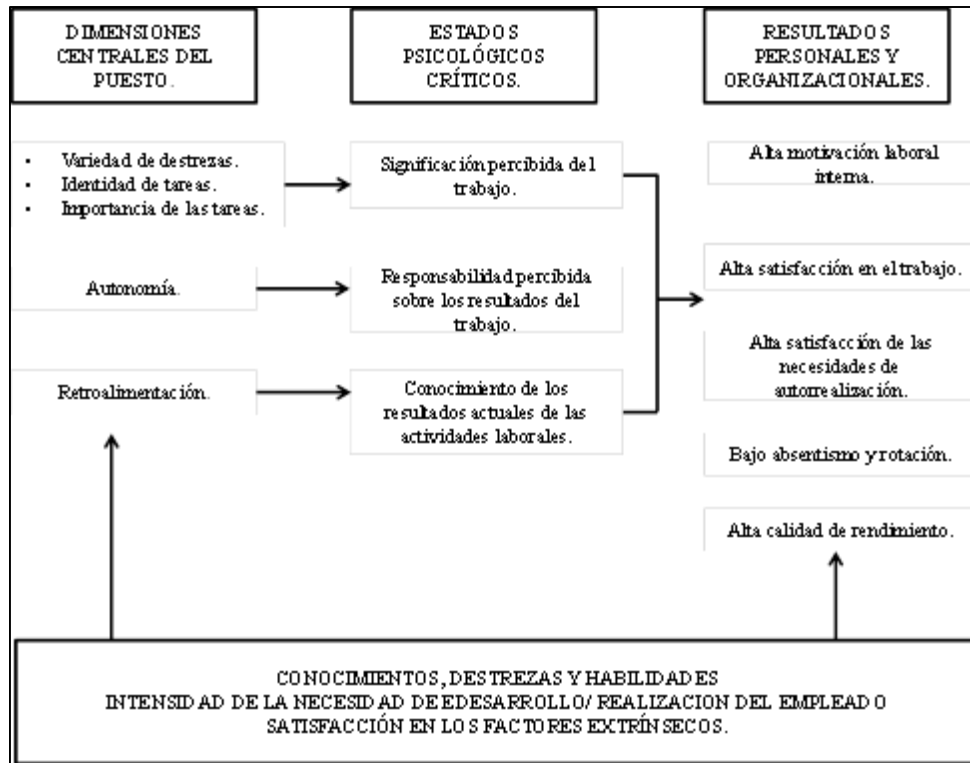 DIMENSIONES
CENTRALES DEL
PUESTO.
ESTADOS
PSICOLÓGICOS
CRÍTICOS.
RESULTADOS
PERSONALES Y
ORGANIZACIONALES.
• Variedad de destrezas.
• Identidad de tareas.
• Importancia de las tareas.
Significación percibida del
trabajo.
Alta motivación laboral
interna.
Autonomía.
Responsabilidad percibida
sobre los resultados del
trabajo.
Alta satisfacción en el trabajo.
Retroalimentación.
Conocimiento de los
resultados actuales de las
actividades laborales.
Alta satisfacción de las
necesidades de
autorrealización.
Bajo absentismo y rotación.
Alta calidad de rendimiento.
CONOCIMIENTOS, DESTREZAS Y HABILIDADES
INTENSIDAD DE LA NECESIDAD DE EDESARROLLO/ REALIZACION DEL EMPLEADO
SATISFACCIÓN EN LOS FACTORES EXTRÍNSECOS.